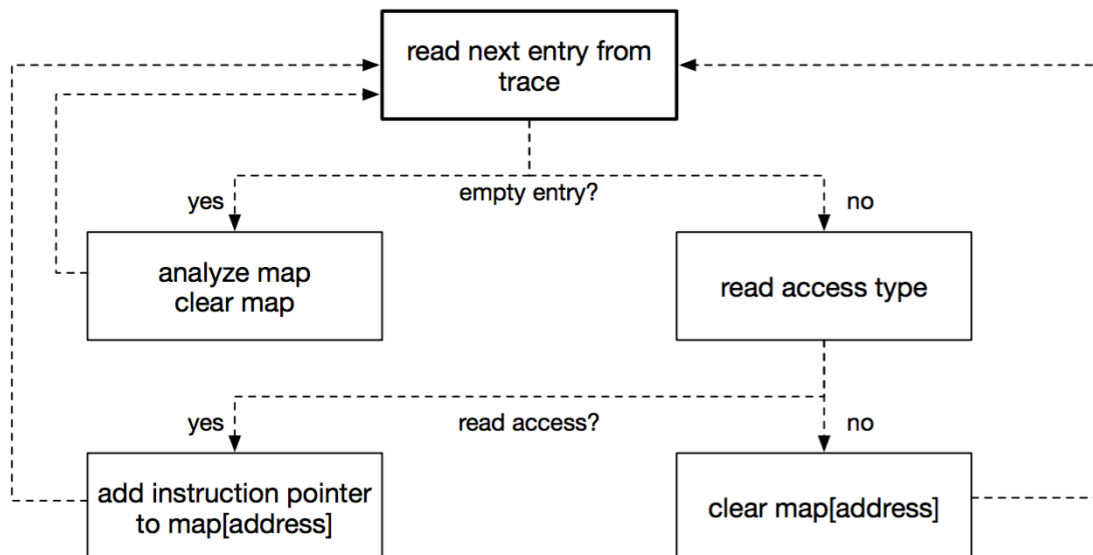 read next entry from
trace
empty entry?
yes
no
analyze map
clear map
read access type
yes
read access?
no
add instruction pointer
to map[address]
clear map[address]